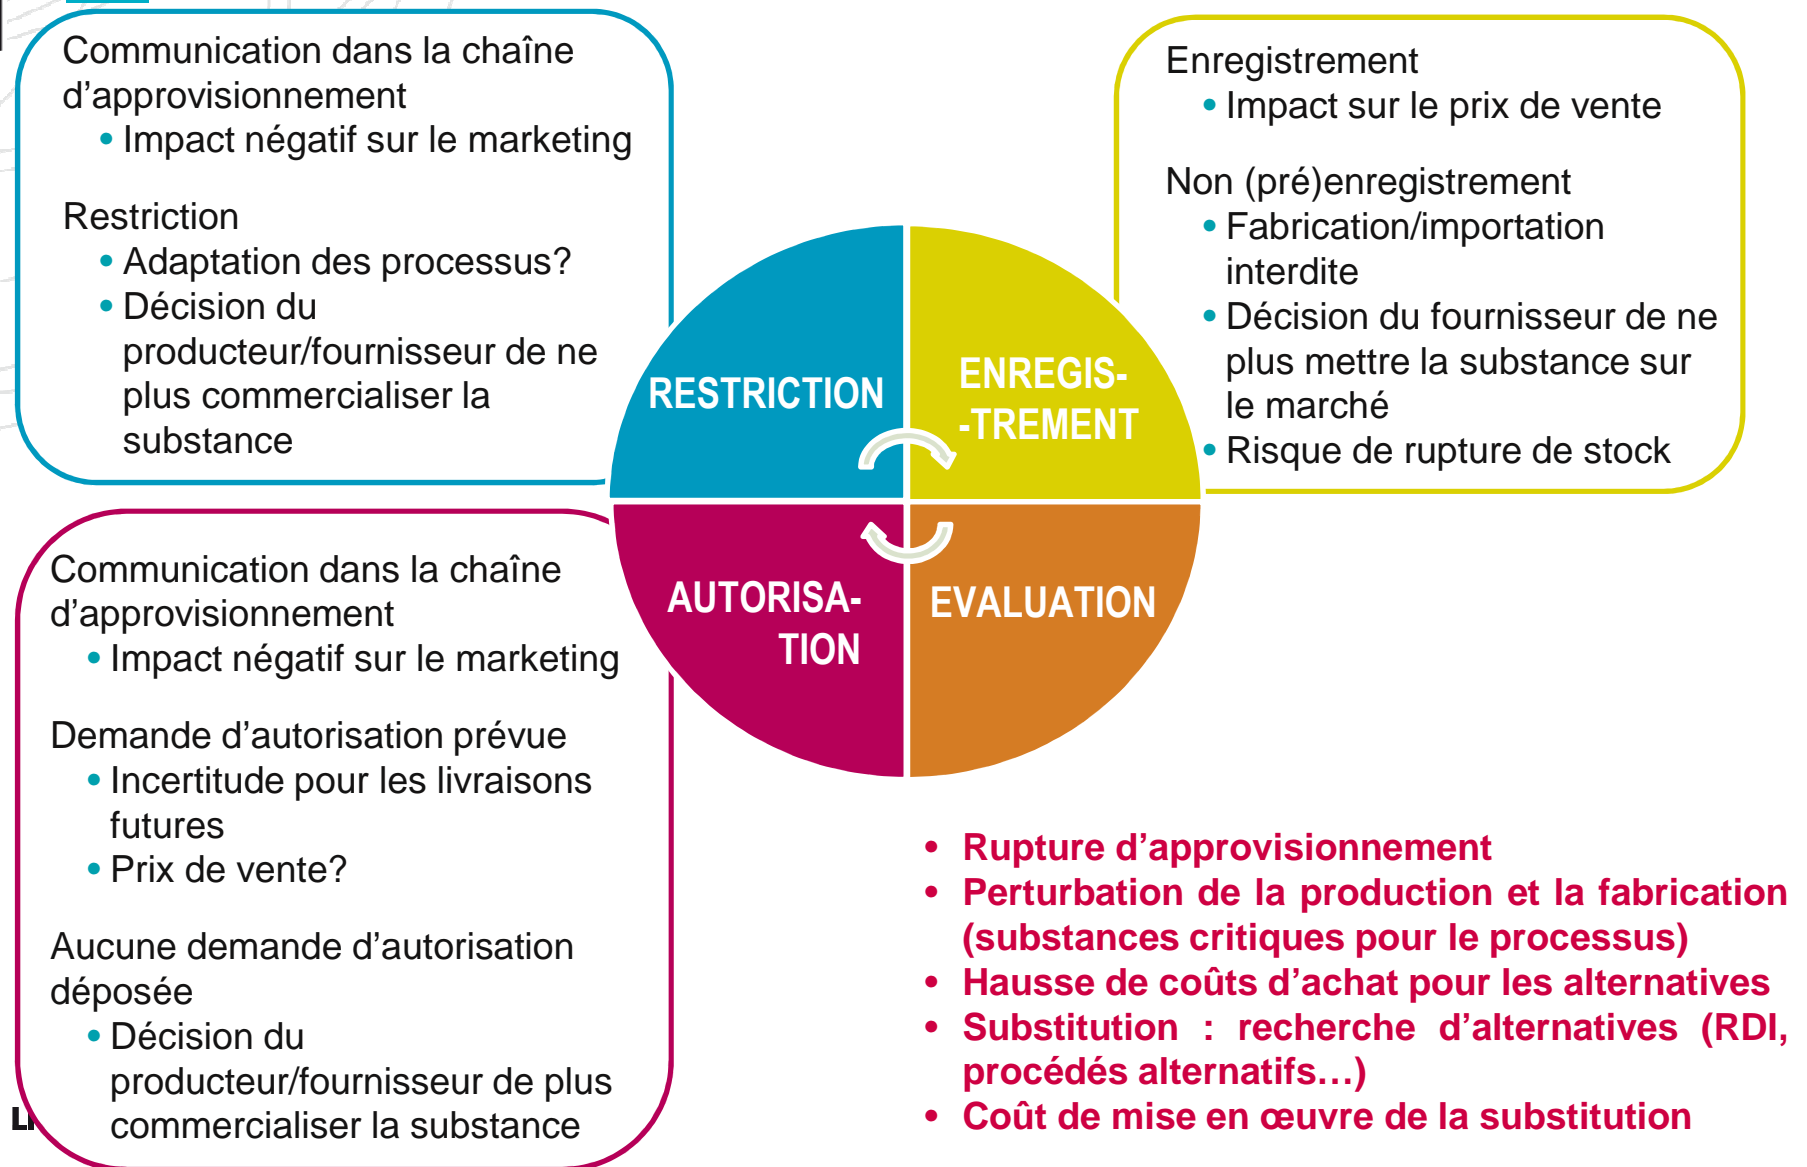 Communication dans la chaîne
d’approvisionnement
• Impact négatif sur le marketing
Restriction
• Adaptation des processus?
• Décision du
producteur/fournisseur de ne
plus commercialiser la
substance
Enregistrement
• Impact sur le prix de vente
Non (pré)enregistrement
• Fabrication/importation
interdite
• Décision du fournisseur de ne
plus mettre la substance sur
le marché
• Risque de rupture de stock
RESTRICTION
ENREGIS-
-TREMENT
AUTORISA-
TION
EVALUATION
Communication dans la chaîne
d’approvisionnement
• Impact négatif sur le marketing
Demande d’autorisation prévue
• Incertitude pour les livraisons
futures
• Prix de vente?
Aucune demande d’autorisation
déposée
• Décision du
producteur/fournisseur de plus
commercialiser la substance
• Rupture d’approvisionnement
• Perturbation de la production et la fabrication
(substances critiques pour le processus)
• Hausse de coûts d’achat pour les alternatives
• Substitution : recherche d’alternatives (RDI,
procédés alternatifs…)
• Coût de mise en œuvre de la substitution